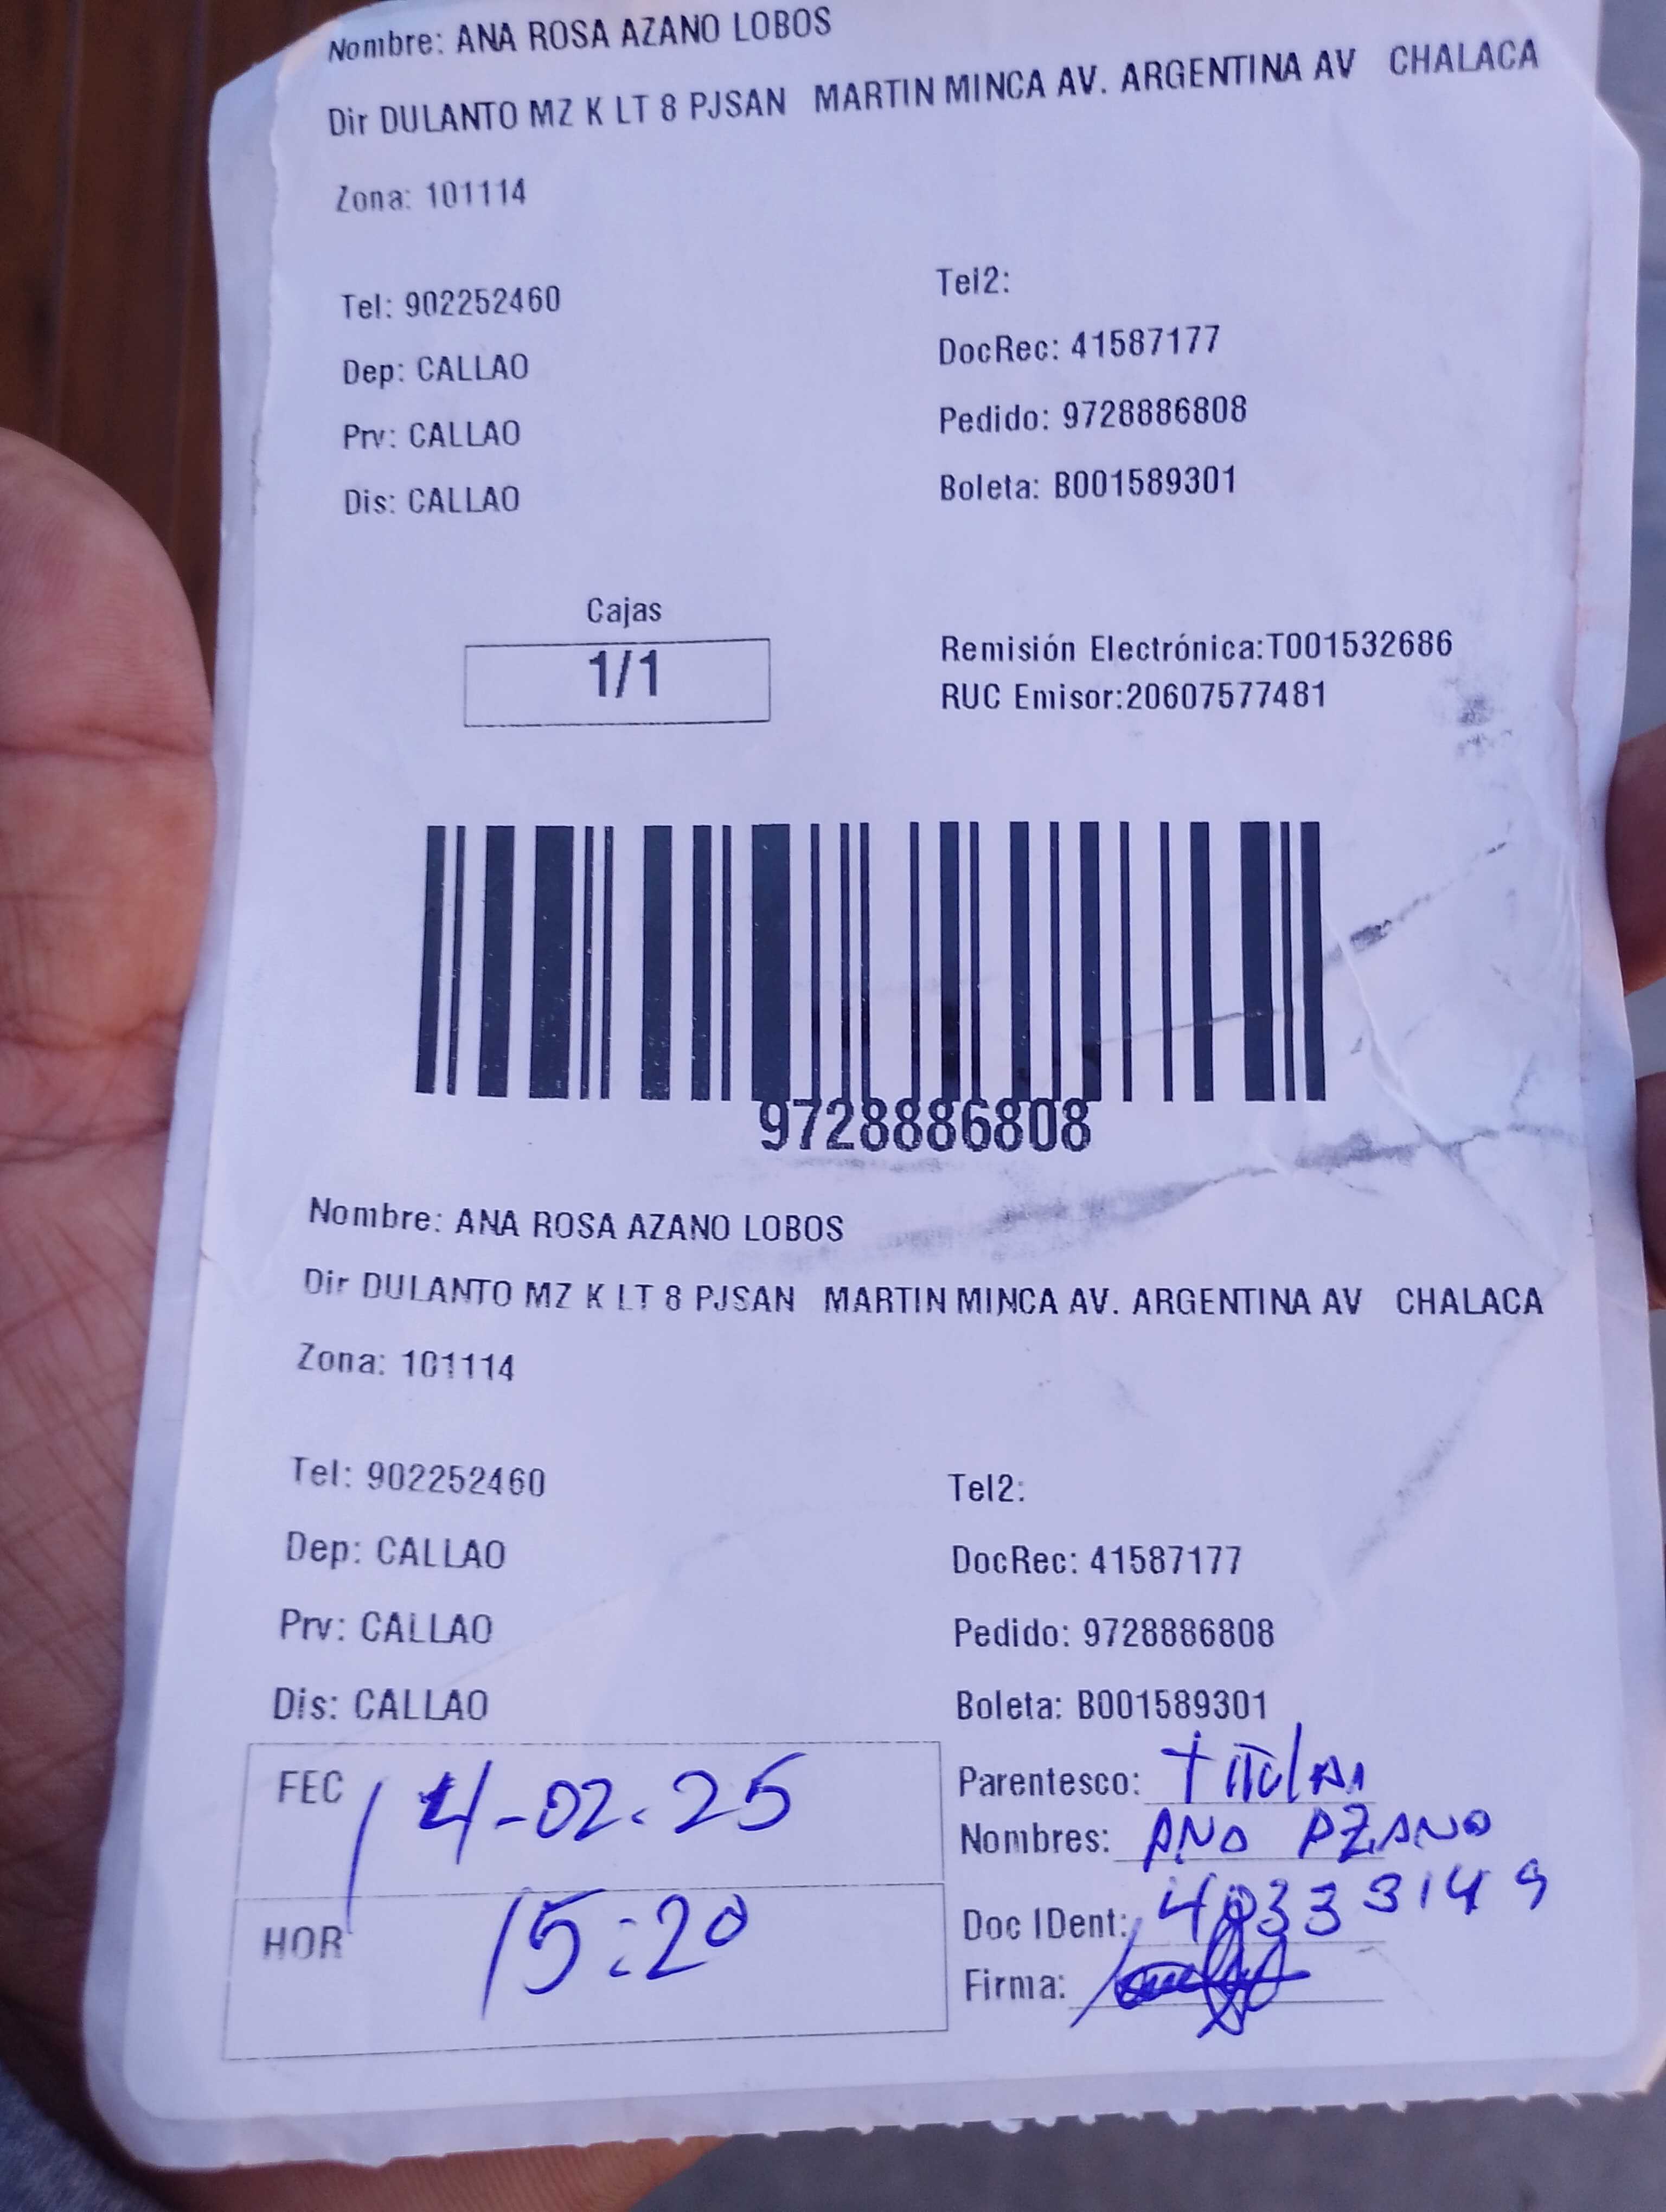 Nombre: ANA ROSA AZANO LOBOS
Dir DULANTO MZ K LT 8 PJSAN MARTIN MINCA AV. ARGENTINA AV CHALACA
Zona: 101114
Tel: 902252460
Tel2:
Dep: CALLAO
DocRec: 41587177
Prv: CALLAO
Pedido: 9728886808
Dis: CALLAO
Boleta: B001589301
Cajas
1/1
Remisión Electrónica:T001532686
RUC Emisor:20607577481
9728886808
Nombre: ANA ROSA AZANO LOBOS
Dir DULANTO MZ K LT 8 PJSAN MARTIN MINCA AV. ARGENTINA AV CHALACA
Zona: 101114
Tel: 902252460
Tel2:
Dep: CALLAO
DocRec: 41587177
Prv: CALLAO
Pedido: 9728886808
Dis: CALLAO
Boleta: B001589301
FEC 14-02-25
HOR 15:20
Parentesco: TITULAR
Nombres: ANA AZANO
Doc IDent:
Firma: